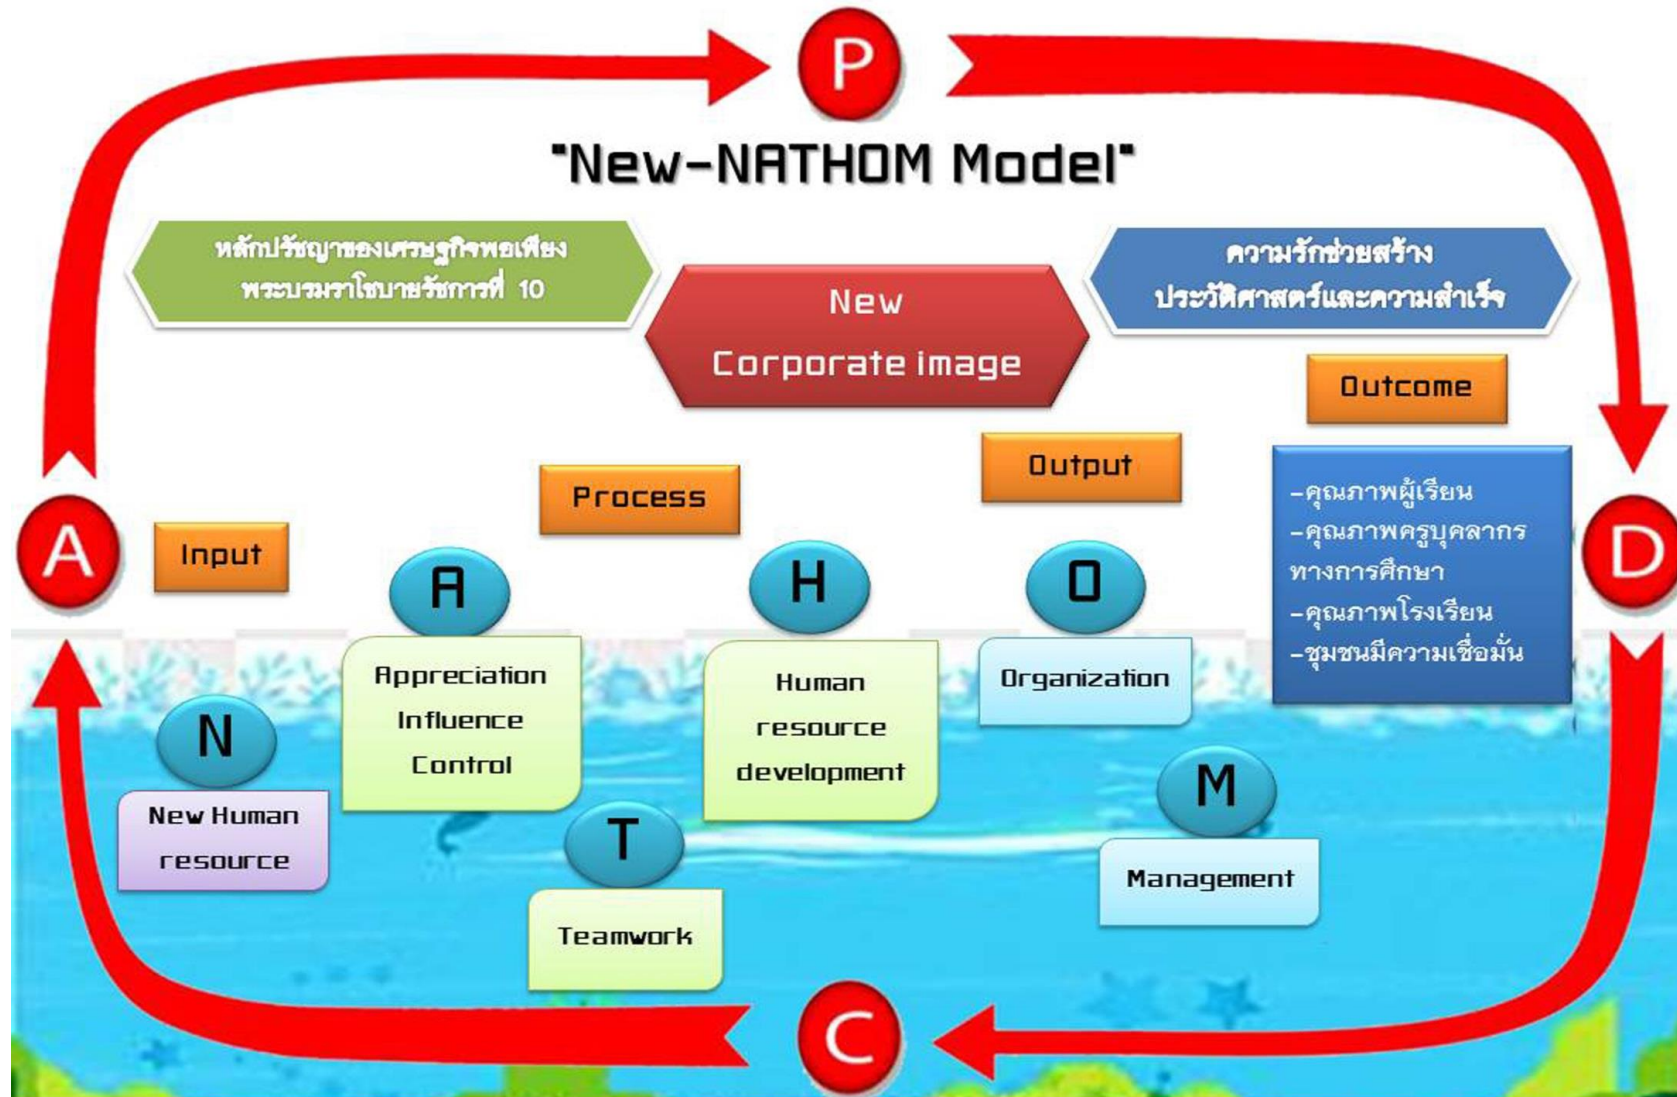 P
"New-NATHOM Model"
หลักปรัชญาของเศรษฐกิจพอเพียง
พระบรมราโชบายรัชการที่ 10
ความรักช่วยสร้าง
ประวัติศาสตร์และความสำเร็จ
New
Corporate image
Outcome
Output
Process
Input
-คุณภาพผู้เรียน
-คุณภาพครูบุคลากร
ทางการศึกษา
-คุณภาพโรงเรียน
-ชุมชนมีความเชื่อมั่น
A
D
N
New Human
resource
A
Appreciation
Influence
Control
T
Teamwork
H
Human
resource
development
O
Organization
M
Management
C